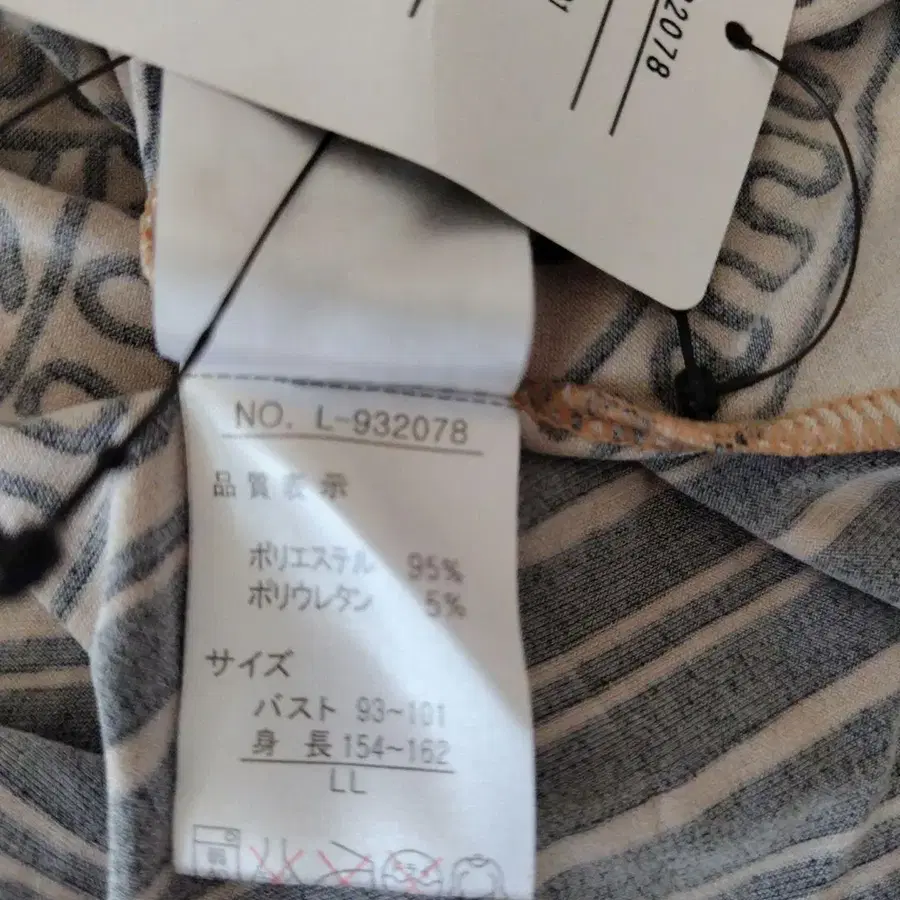 32078
NO. L-932078
品質表示
ポリエステル 95%
ポリウレタン 5%
サイズ
バスト 93~101
身長 154~162
LL